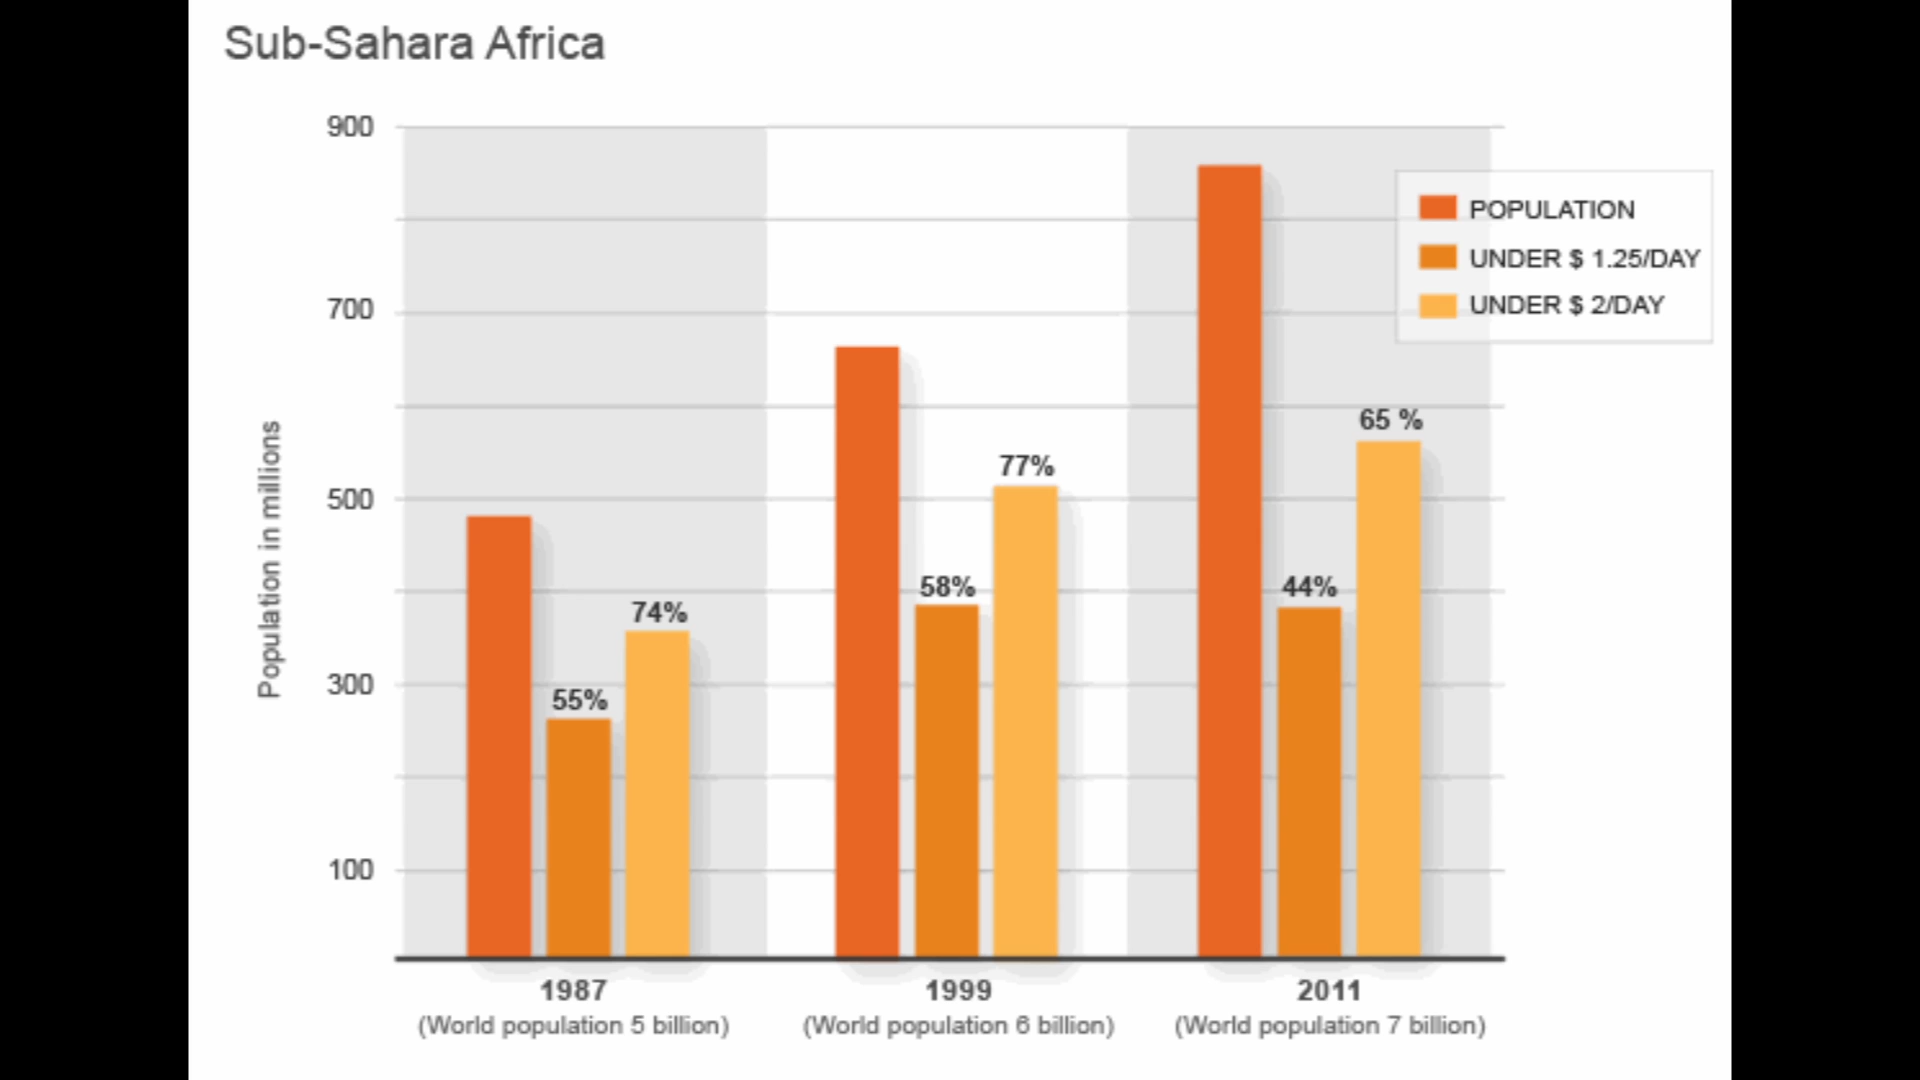 Sub-Sahara Africa
900
700
500
300
100
Population in millions
POPULATION
UNDER $ 1.25/DAY
UNDER $ 2/DAY
55%
74%
58%
77%
44%
65 %
1987
(World population 5 billion)
1999
(World population 6 billion)
2011
(World population 7 billion)